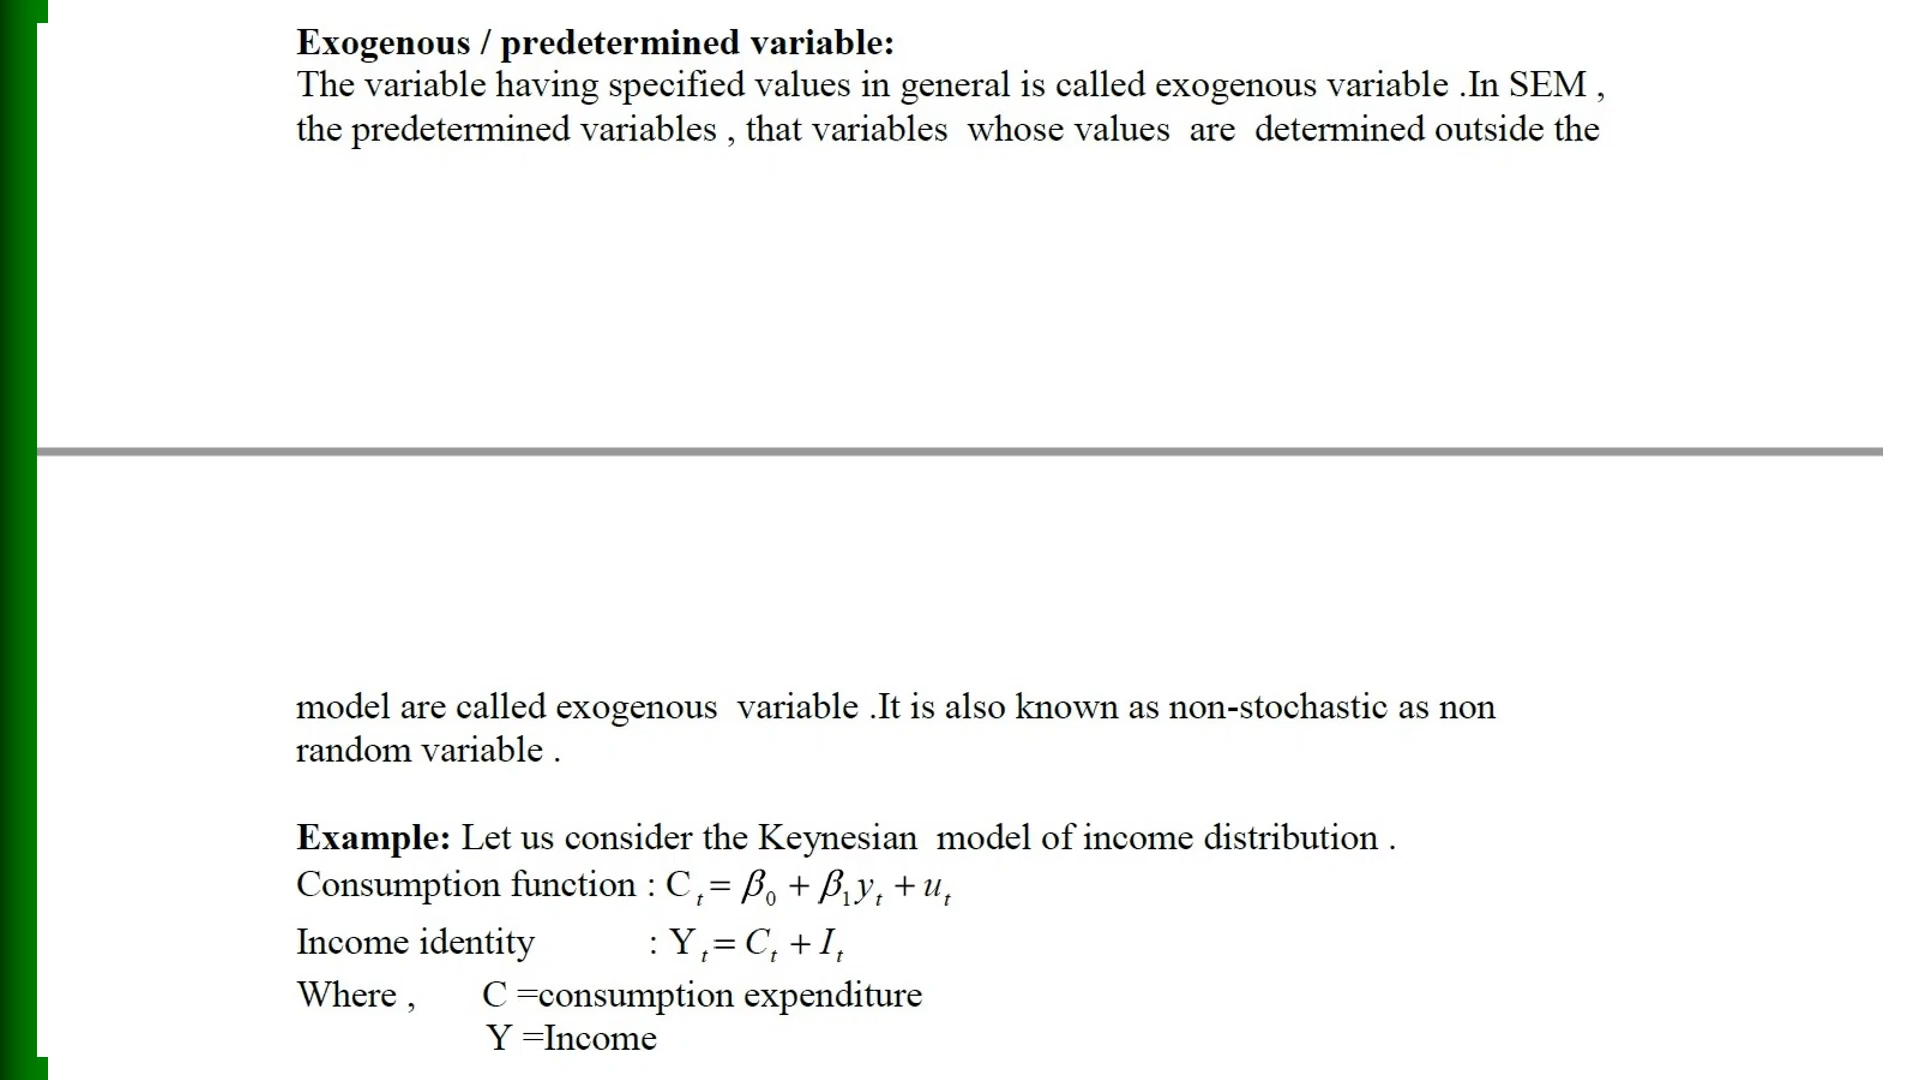 Exogenous / predetermined variable:
The variable having specified values in general is called exogenous variable .In SEM ,
the predetermined variables , that variables whose values are determined outside the
model are called exogenous variable .It is also known as non-stochastic as non
random variable .
Example: Let us consider the Keynesian model of income distribution .
Consumption function : C_t = β_0 + β_1 y_t + u_t
Income identity : Y_t = C_t + I_t
Where , C =consumption expenditure
Y =Income